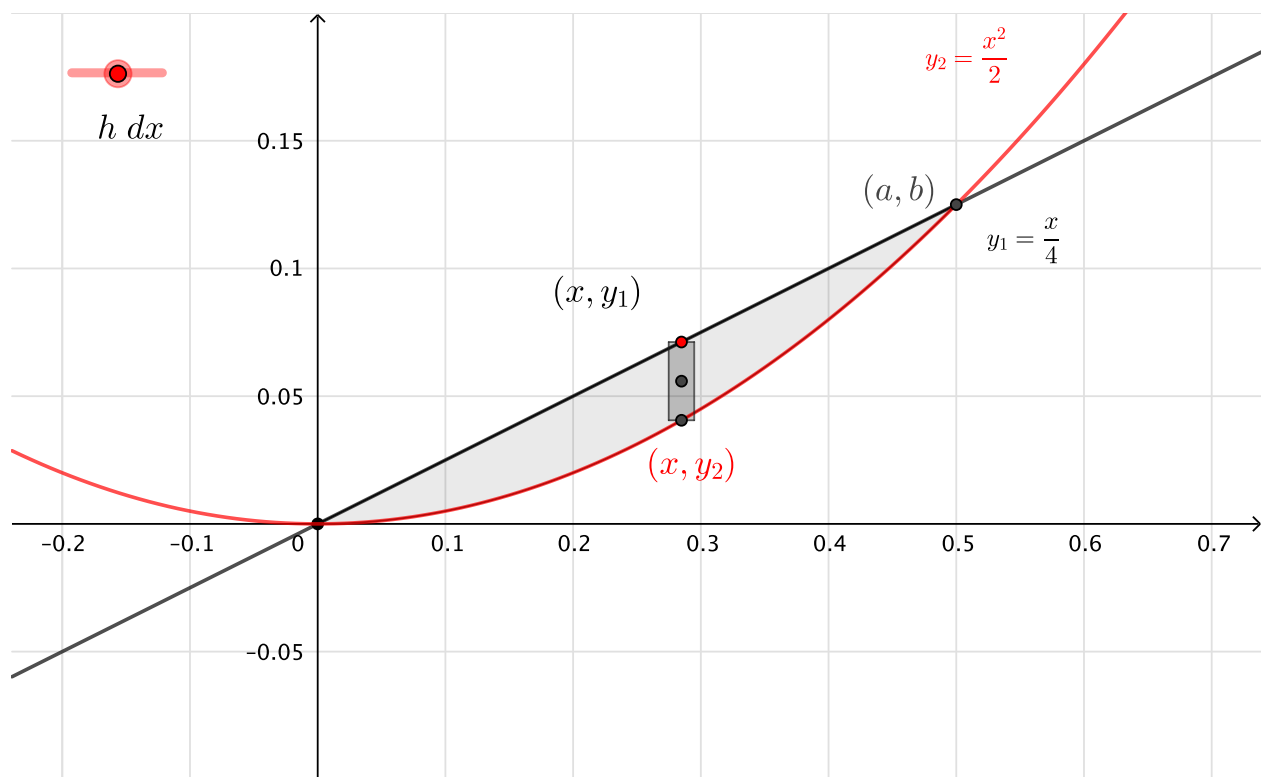 y₂ = x²/2
h dx
0.15
(a, b)
y₁ = x/4
0.1
(x, y₁)
0.05
(x, y₂)
–0.2 –0.1 0 0.1 0.2 0.3 0.4 0.5 0.6 0.7
–0.05